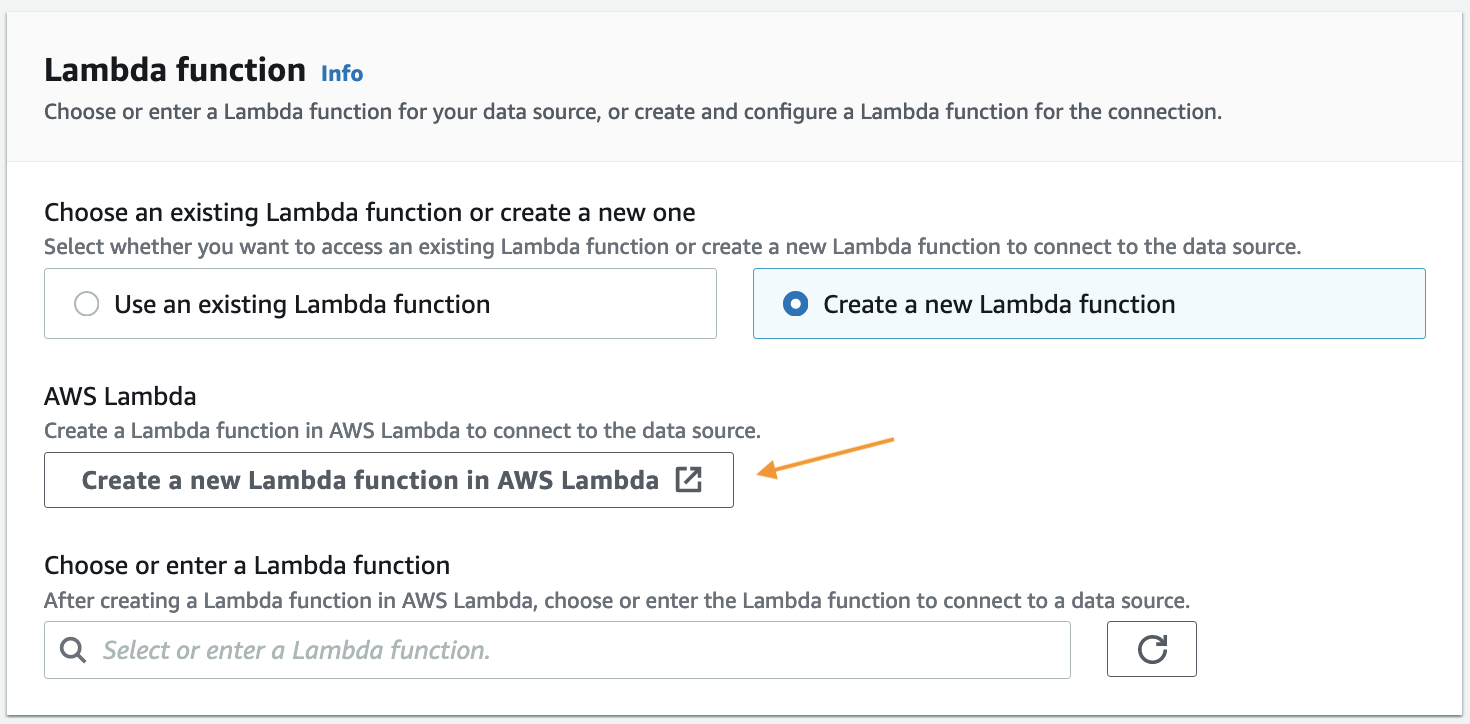 Lambda function Info
Choose or enter a Lambda function for your data source, or create and configure a Lambda function for the connection.
Choose an existing Lambda function or create a new one
Select whether you want to access an existing Lambda function or create a new Lambda function to connect to the data source.
Use an existing Lambda function
Create a new Lambda function
AWS Lambda
Create a Lambda function in AWS Lambda to connect to the data source.
Create a new Lambda function in AWS Lambda
Choose or enter a Lambda function
After creating a Lambda function in AWS Lambda, choose or enter the Lambda function to connect to a data source.
Select or enter a Lambda function.